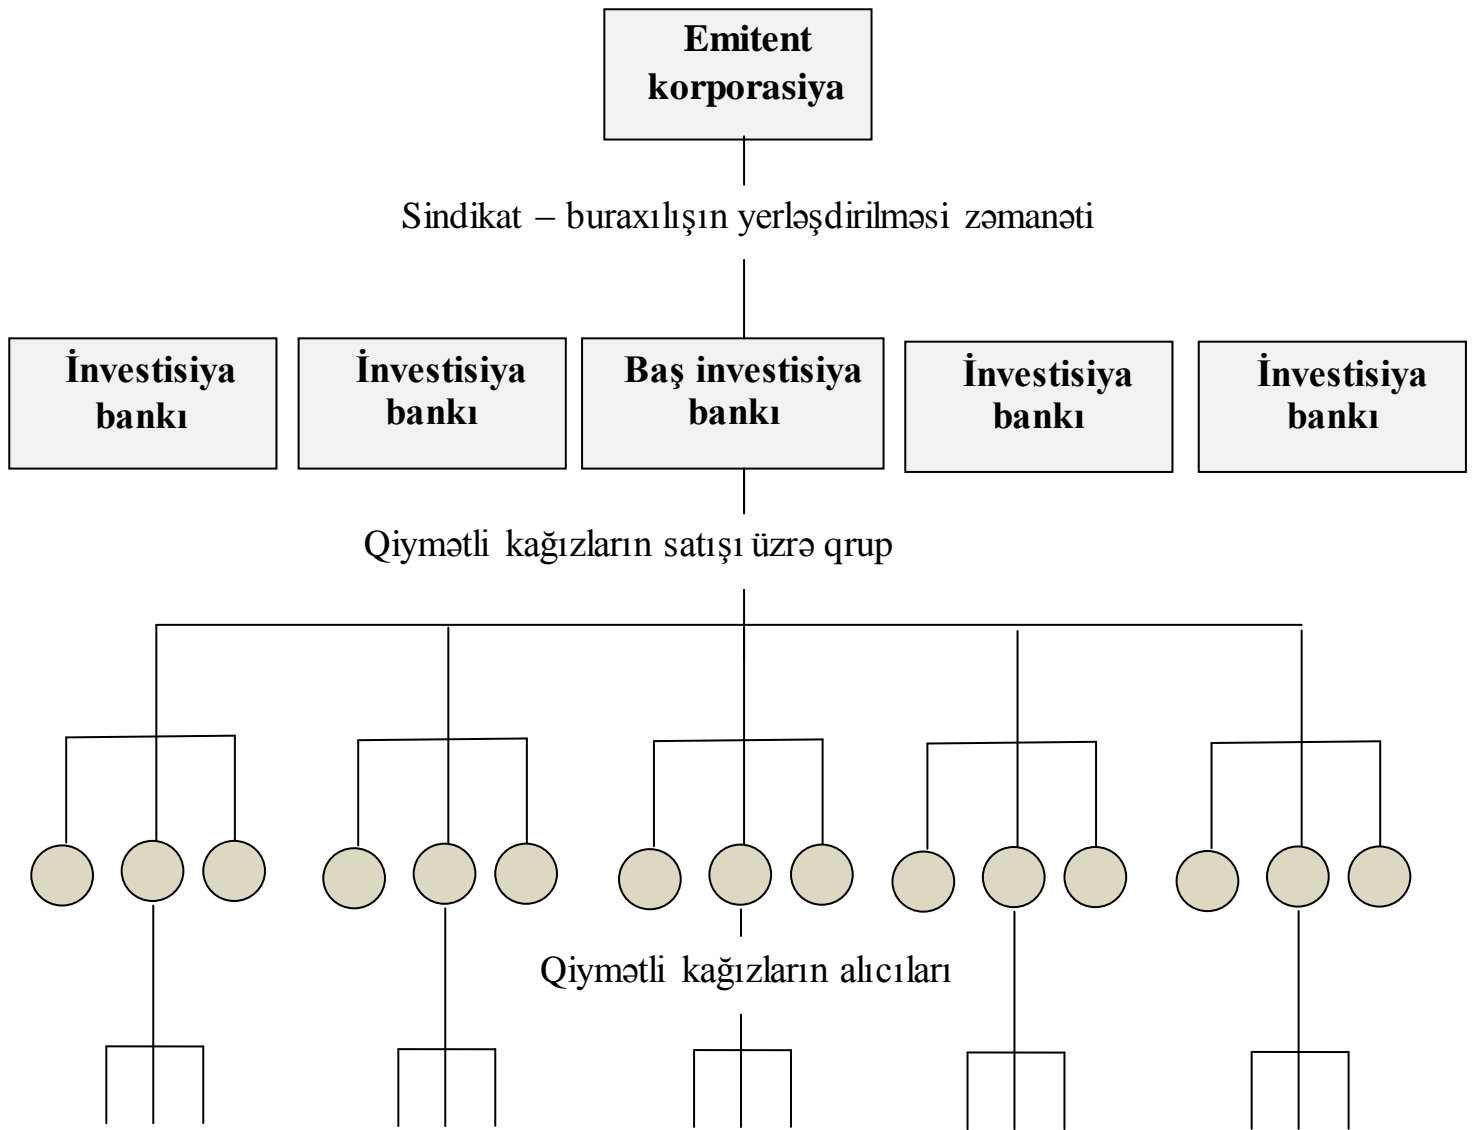 Emitent
korporasiya
Sindikat – buraxılışın yerləşdirilməsi zəmanəti
İnvestisiya
bankı
İnvestisiya
bankı
Baş investisiya
bankı
İnvestisiya
bankı
İnvestisiya
bankı
Qiymətli kağızların satışı üzrə qrup
Qiymətli kağızların alıcıları